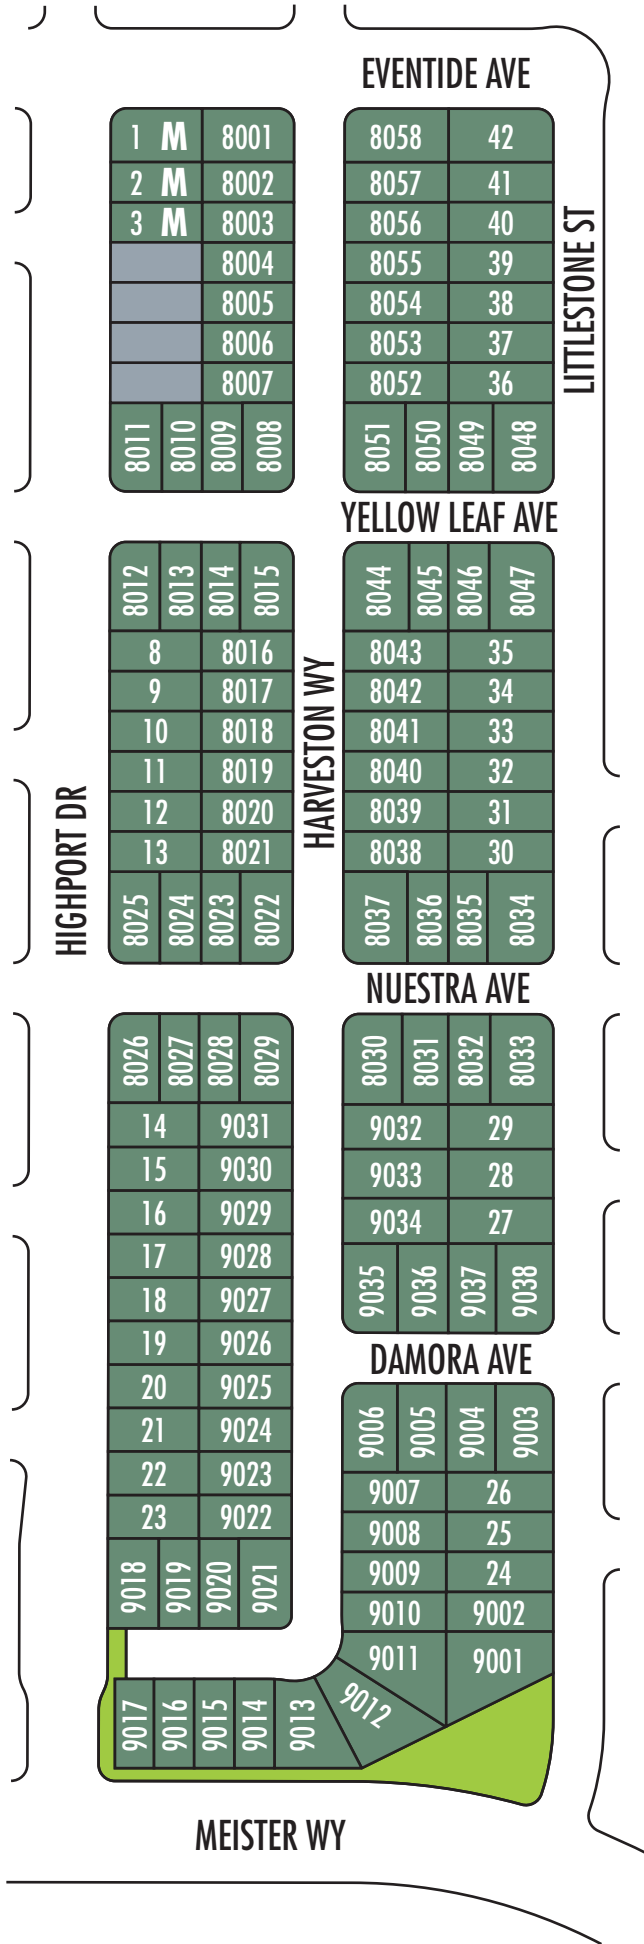 EVENTIDE AVE
1 M 8001
2 M 8002
3 M 8003
8004
8005
8006
8007
8011 8010 8009 8008
8058 42
8057 41
8056 40
8055 39
8054 38
8053 37
8052 36
8051 8050 8049 8048
LITTLESTONE ST
YELLOW LEAF AVE
8012 8013 8014 8015
8 8016
9 8017
10 8018
11 8019
12 8020
13 8021
8025 8024 8023 8022
HIGHPORT DR
HARVESTON WY
8044 8045 8046 8047
8043 35
8042 34
8041 33
8040 32
8039 31
8038 30
8037 8036 8035 8034
NUESTRA AVE
8026 8027 8028 8029
14 9031
15 9030
16 9029
17 9028
18 9027
19 9026
20 9025
21 9024
22 9023
23 9022
9018 9019 9020 9021
8030 8031 8032 8033
9032 29
9033 28
9034 27
9035 9036 9037 9038
DAMORA AVE
9006 9005 9004 9003
9007 26
9008 25
9009 24
9010 9002
9011 9001
9017 9016 9015 9014 9013 9012
MEISTER WY